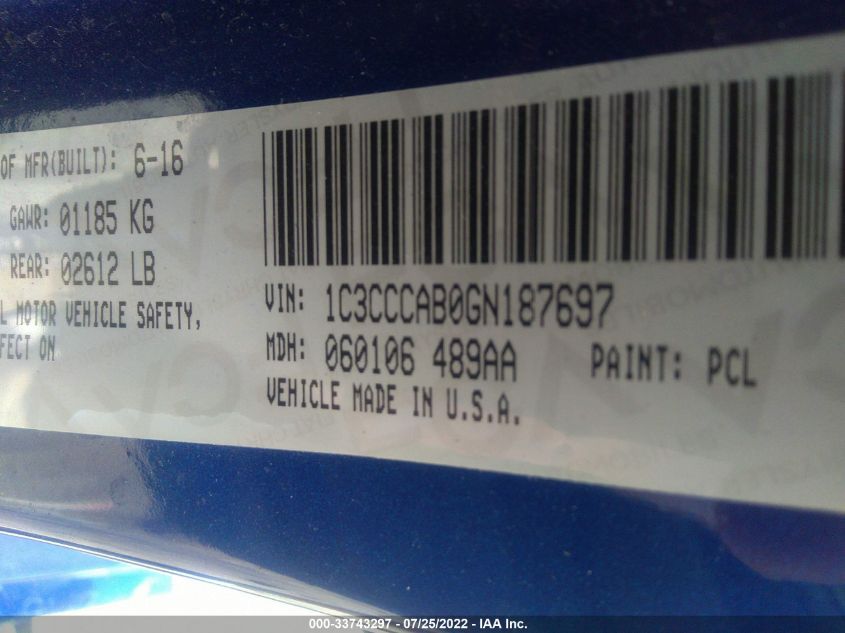 OF MFR(BUILT): 6-16
GAWR: 01185 KG
REAR: 02612 LB
L MOTOR VEHICLE SAFETY,
FECT ON
VIN: 1C3CCCAB0GN187697
MDH: 060106 489AA PAINT: PCL
VEHICLE MADE IN U.S.A.
000-33743297 - 07/25/2022 - IAA Inc.